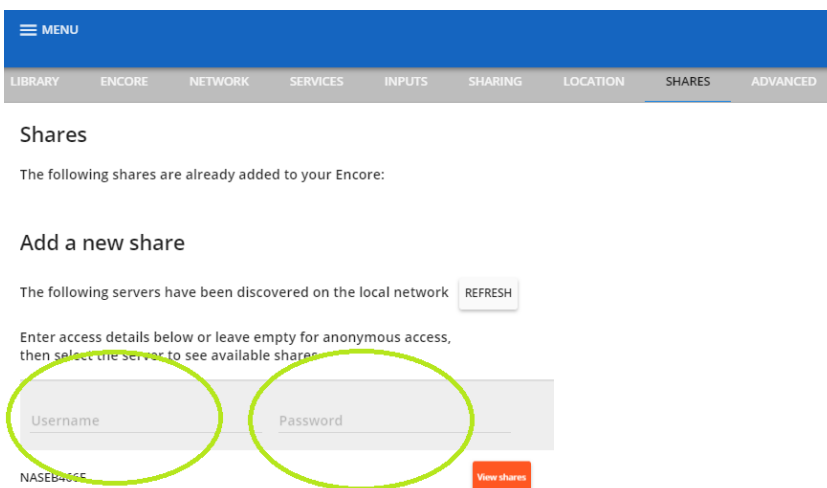 MENU
LIBRARY ENCORE NETWORK SERVICES INPUTS SHARING LOCATION SHARES ADVANCED
Shares
The following shares are already added to your Encore:
Add a new share
The following servers have been discovered on the local network REFRESH
Enter access details below or leave empty for anonymous access,
then select the server to see available shares
Username Password
View shares